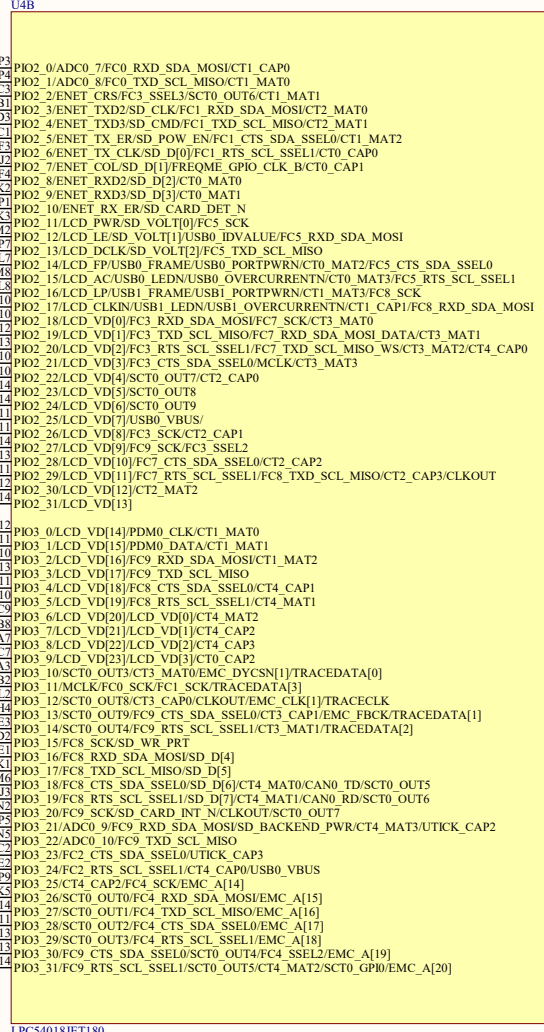 U4B
PIO2_0/ADC0_7/FC0_RXD_SDA_MOSI/CT1_CAP0
PIO2_1/ADC0_8/FC0_TXD_SCL_MISO/CT1_MAT0
PIO2_2/ENET_CRS/FC3_SSEL3/SCT0_OUT6/CT1_MAT1
PIO2_3/ENET_TXD2/SD_CLK/FC1_RXD_SDA_MOSI/CT2_MAT0
PIO2_4/ENET_TXD3/SD_CMD/FC1_TXD_SCL_MISO/CT2_MAT1
PIO2_5/ENET_TX_ER/SD_POW_EN/FC1_CTS_SDA_SSEL0/CT1_MAT2
PIO2_6/ENET_TX_CLK/SD_D[0]/FC1_RTS_SCL_SSEL1/CT0_CAP0
PIO2_7/ENET_COL/SD_D[1]/FREQME_GPIO_CLK_B/CT0_CAP1
PIO2_8/ENET_RXD2/SD_D[2]/CT0_MAT0
PIO2_9/ENET_RXD3/SD_D[3]/CT0_MAT1
PIO2_10/ENET_RX_ER/SD_CARD_DET_N
PIO2_11/LCD_PWR/SD_VOLT[0]/FC5_SCK
PIO2_12/LCD_LE/SD_VOLT[1]/USB0_IDVALUE/FC5_RXD_SDA_MOSI
PIO2_13/LCD_DCLK/SD_VOLT[2]/FC5_TXD_SCL_MISO
PIO2_14/LCD_FP/USB0_FRAME/USB0_PORTPWRN/CT0_MAT2/FC5_CTS_SDA_SSEL0
PIO2_15/LCD_AC/USB0_LEDN/USB0_OVERCURRENTN/CT0_MAT3/FC5_RTS_SCL_SSEL1
PIO2_16/LCD_LP/USB1_FRAME/USB1_PORTPWRN/CT1_MAT3/FC8_SCK
PIO2_17/LCD_CLKIN/USB1_LEDN/USB1_OVERCURRENTN/CT1_CAP1/FC8_RXD_SDA_MOSI
PIO2_18/LCD_VD[0]/FC3_RXD_SDA_MOSI/FC7_SCK/CT3_MAT0
PIO2_19/LCD_VD[1]/FC3_TXD_SCL_MISO/FC7_RXD_SDA_MOSI_DATA/CT3_MAT1
PIO2_20/LCD_VD[2]/FC3_RTS_SCL_SSEL1/FC7_TXD_SCL_MISO_WS/CT3_MAT2/CT4_CAP0
PIO2_21/LCD_VD[3]/FC3_CTS_SDA_SSEL0/MCLK/CT3_MAT3
PIO2_22/LCD_VD[4]/SCT0_OUT7/CT2_CAP0
PIO2_23/LCD_VD[5]/SCT0_OUT8
PIO2_24/LCD_VD[6]/SCT0_OUT9
PIO2_25/LCD_VD[7]/USB0_VBUS/
PIO2_26/LCD_VD[8]/FC3_SCK/CT2_CAP1
PIO2_27/LCD_VD[9]/FC9_SCK/FC3_SSEL2
PIO2_28/LCD_VD[10]/FC7_CTS_SDA_SSEL0/CT2_CAP2
PIO2_29/LCD_VD[11]/FC7_RTS_SCL_SSEL1/FC8_TXD_SCL_MISO/CT2_CAP3/CLKOUT
PIO2_30/LCD_VD[12]/CT2_MAT2
PIO2_31/LCD_VD[13]
PIO3_0/LCD_VD[14]/PDM0_CLK/CT1_MAT0
PIO3_1/LCD_VD[15]/PDM0_DATA/CT1_MAT1
PIO3_2/LCD_VD[16]/FC9_RXD_SDA_MOSI/CT1_MAT2
PIO3_3/LCD_VD[17]/FC9_TXD_SCL_MISO
PIO3_4/LCD_VD[18]/FC8_CTS_SDA_SSEL0/CT4_CAP1
PIO3_5/LCD_VD[19]/FC8_RTS_SCL_SSEL1/CT4_MAT1
PIO3_6/LCD_VD[20]/LCD_VD[0]/CT4_MAT2
PIO3_7/LCD_VD[21]/LCD_VD[1]/CT4_CAP2
PIO3_8/LCD_VD[22]/LCD_VD[2]/CT4_CAP3
PIO3_9/LCD_VD[23]/LCD_VD[3]/CT0_CAP2
PIO3_10/SCT0_OUT3/CT3_MAT0/EMC_DYCSN[1]/TRACEDATA[0]
PIO3_11/MCLK/FC0_SCK/FC1_SCK/TRACEDATA[3]
PIO3_12/SCT0_OUT8/CT3_CAP0/CLKOUT/EMC_CLK[1]/TRACECLK
PIO3_13/SCT0_OUT9/FC9_CTS_SDA_SSEL0/CT3_CAP1/EMC_FBCK/TRACEDATA[1]
PIO3_14/SCT0_OUT4/FC9_RTS_SCL_SSEL1/CT3_MAT1/TRACEDATA[2]
PIO3_15/FC8_SCK/SD_WR_PRT
PIO3_16/FC8_RXD_SDA_MOSI/SD_D[4]
PIO3_17/FC8_TXD_SCL_MISO/SD_D[5]
PIO3_18/FC8_CTS_SDA_SSEL0/SD_D[6]/CT4_MAT0/CAN0_TD/SCT0_OUT5
PIO3_19/FC8_RTS_SCL_SSEL1/SD_D[7]/CT4_MAT1/CAN0_RD/SCT0_OUT6
PIO3_20/FC9_SCK/SD_CARD_INT_N/CLKOUT/SCT0_OUT7
PIO3_21/ADC0_9/FC9_RXD_SDA_MOSI/SD_BACKEND_PWR/CT4_MAT3/UTICK_CAP2
PIO3_22/ADC0_10/FC9_TXD_SCL_MISO
PIO3_23/FC2_CTS_SDA_SSEL0/UTICK_CAP3
PIO3_24/FC2_RTS_SCL_SSEL1/CT4_CAP0/USB0_VBUS
PIO3_25/CT4_CAP2/FC4_SCK/EMC_A[14]
PIO3_26/SCT0_OUT0/FC4_RXD_SDA_MOSI/EMC_A[15]
PIO3_27/SCT0_OUT1/FC4_TXD_SCL_MISO/EMC_A[16]
PIO3_28/SCT0_OUT2/FC4_CTS_SDA_SSEL0/EMC_A[17]
PIO3_29/SCT0_OUT3/FC4_RTS_SCL_SSEL1/EMC_A[18]
PIO3_30/FC9_CTS_SDA_SSEL0/SCT0_OUT4/FC4_SSEL2/EMC_A[19]
PIO3_31/FC9_RTS_SCL_SSEL1/SCT0_OUT5/CT4_MAT2/SCT0_GPI0/EMC_A[20]
LPC54018JET180